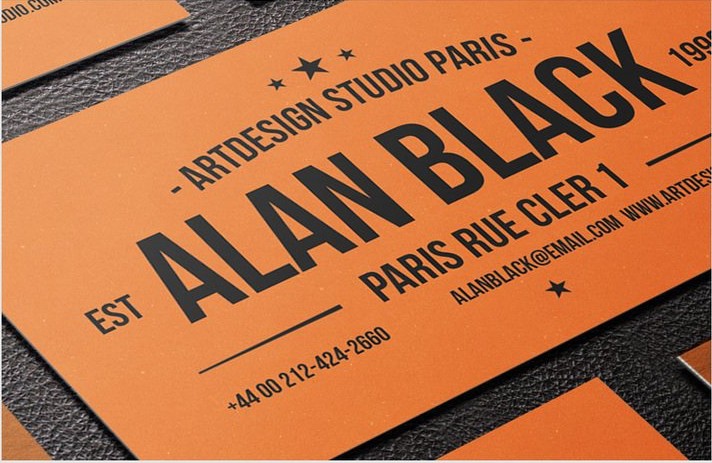 - ARTDESIGN STUDIO PARIS -
EST ALAN BLACK
PARIS RUE CLER 1
+44 00 212-424-2660 ALANBLACK@EMAIL.COM